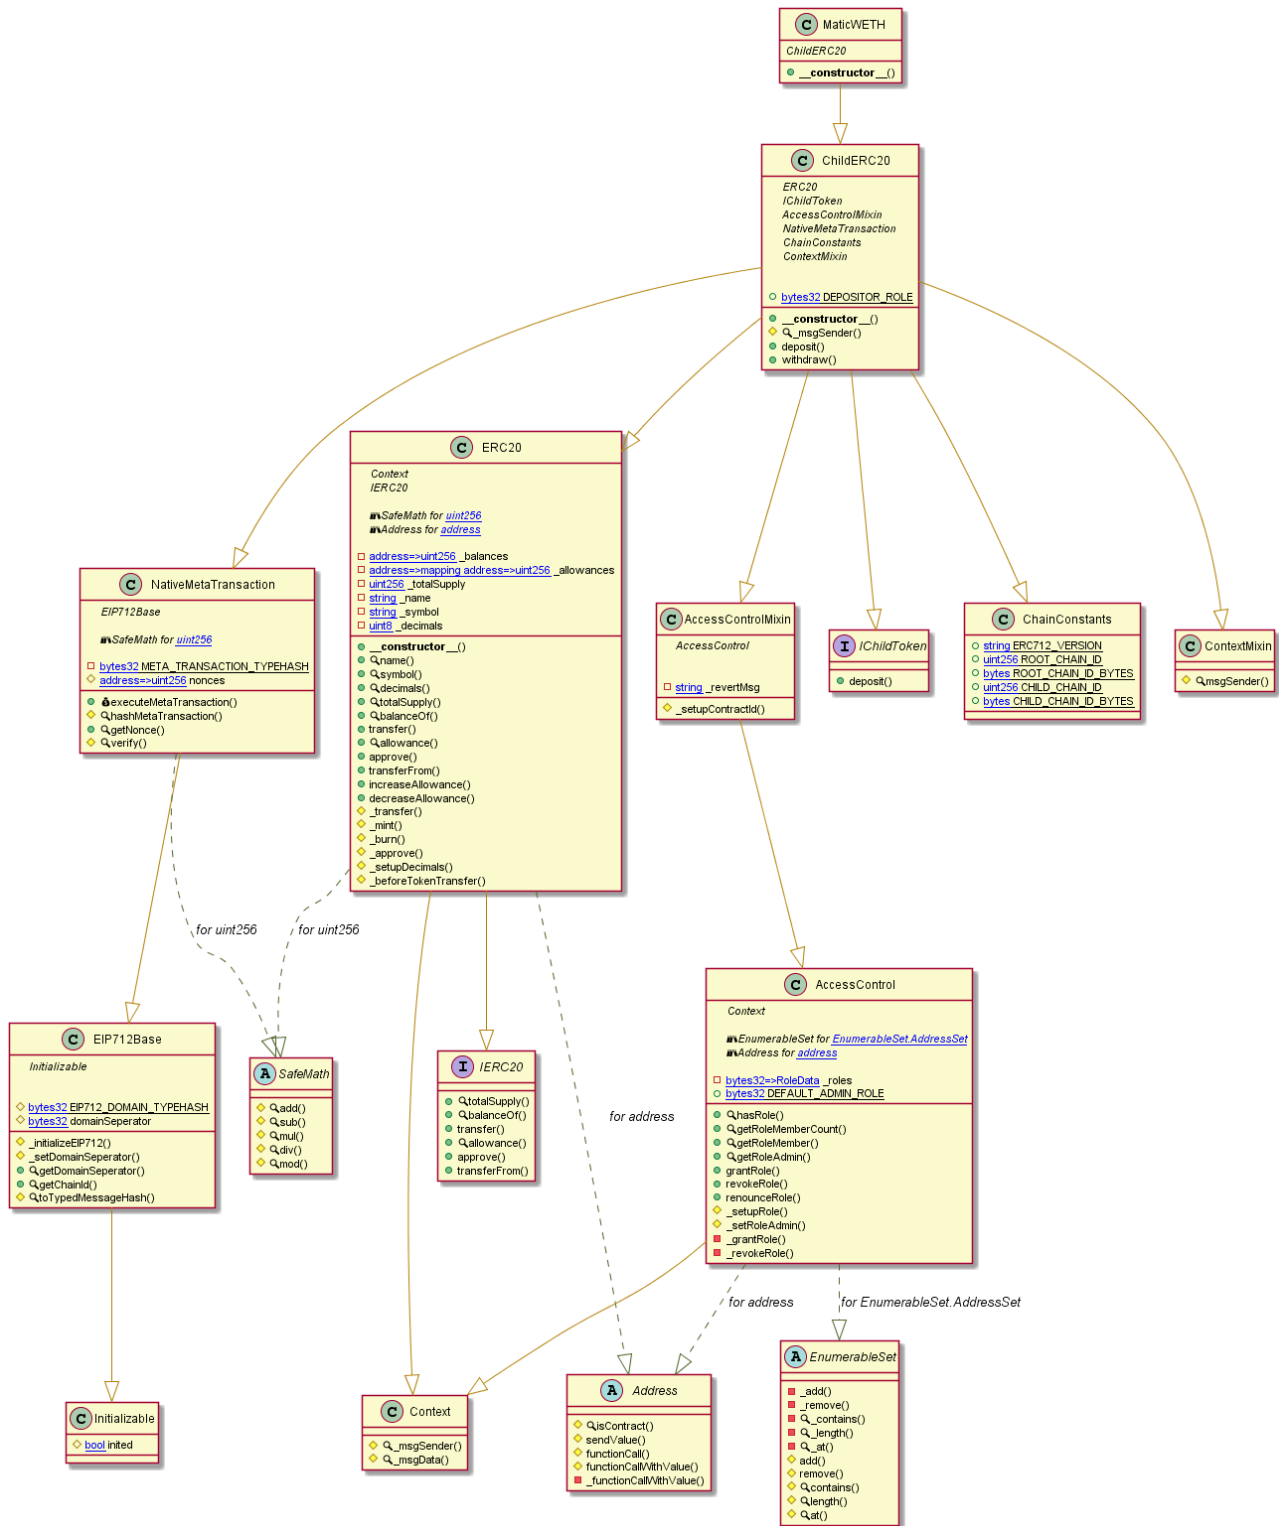 C MaticWETH
ChildERC20
__constructor__()
C ChildERC20
ERC20
IChildToken
AccessControlMixin
NativeMetaTransaction
ChainConstants
ContextMixin
bytes32 DEPOSITOR_ROLE
__constructor__()
_msgSender()
deposit()
withdraw()
C ERC20
Context
IERC20
SafeMath for uint256
Address for address
address=>uint256 _balances
address=>mapping address=>uint256 _allowances
uint256 _totalSupply
string _name
string _symbol
uint8 _decimals
__constructor__()
name()
symbol()
decimals()
totalSupply()
balanceOf()
transfer()
allowance()
approve()
transferFrom()
increaseAllowance()
decreaseAllowance()
_transfer()
_mint()
_burn()
_approve()
_setupDecimals()
_beforeTokenTransfer()
C NativeMetaTransaction
EIP712Base
SafeMath for uint256
bytes32 META_TRANSACTION_TYPEHASH
address=>uint256 nonces
executeMetaTransaction()
hashMetaTransaction()
getNonce()
verify()
C AccessControlMixin
AccessControl
string _revertMsg
_setupContractId()
I IChildToken
deposit()
C ChainConstants
string ERC712_VERSION
uint256 ROOT_CHAIN_ID
bytes ROOT_CHAIN_ID_BYTES
uint256 CHILD_CHAIN_ID
bytes CHILD_CHAIN_ID_BYTES
C ContextMixin
msgSender()
for uint256
for uint256
for address
C EIP712Base
Initializable
bytes32 EIP712_DOMAIN_TYPEHASH
bytes32 domainSeperator
_initializeEIP712()
_setDomainSeperator()
getDomainSeperator()
getChainId()
toTypedMessageHash()
A SafeMath
add()
sub()
mul()
div()
mod()
I IERC20
totalSupply()
balanceOf()
transfer()
allowance()
approve()
transferFrom()
C AccessControl
Context
EnumerableSet for EnumerableSet.AddressSet
Address for address
bytes32=>RoleData _roles
bytes32 DEFAULT_ADMIN_ROLE
hasRole()
getRoleMemberCount()
getRoleMember()
getRoleAdmin()
grantRole()
revokeRole()
renounceRole()
_setupRole()
_setRoleAdmin()
_grantRole()
_revokeRole()
for address
for EnumerableSet.AddressSet
C Initializable
bool inited
C Context
_msgSender()
_msgData()
A Address
isContract()
sendValue()
functionCall()
functionCallWithValue()
_functionCallWithValue()
A EnumerableSet
_add()
_remove()
_contains()
_length()
_at()
add()
remove()
contains()
length()
at()